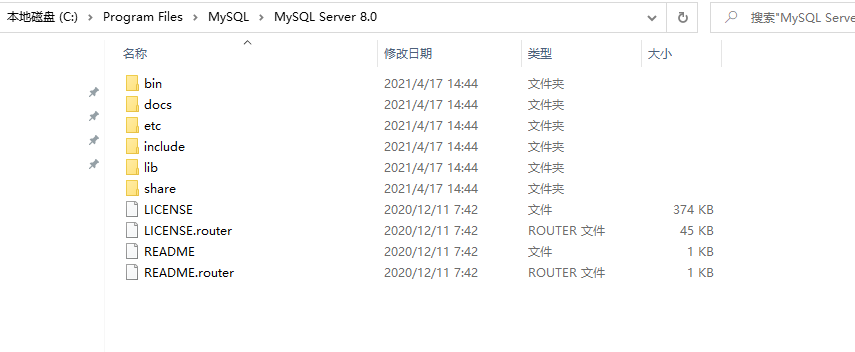 本地磁盘 (C:) > Program Files > MySQL > MySQL Server 8.0 搜索"MySQL Serve
名称 修改日期 类型 大小
bin 2021/4/17 14:44 文件夹
docs 2021/4/17 14:44 文件夹
etc 2021/4/17 14:44 文件夹
include 2021/4/17 14:44 文件夹
lib 2021/4/17 14:44 文件夹
share 2021/4/17 14:44 文件夹
LICENSE 2020/12/11 7:42 文件 374 KB
LICENSE.router 2020/12/11 7:42 ROUTER 文件 45 KB
README 2020/12/11 7:42 文件 1 KB
README.router 2020/12/11 7:42 ROUTER 文件 1 KB